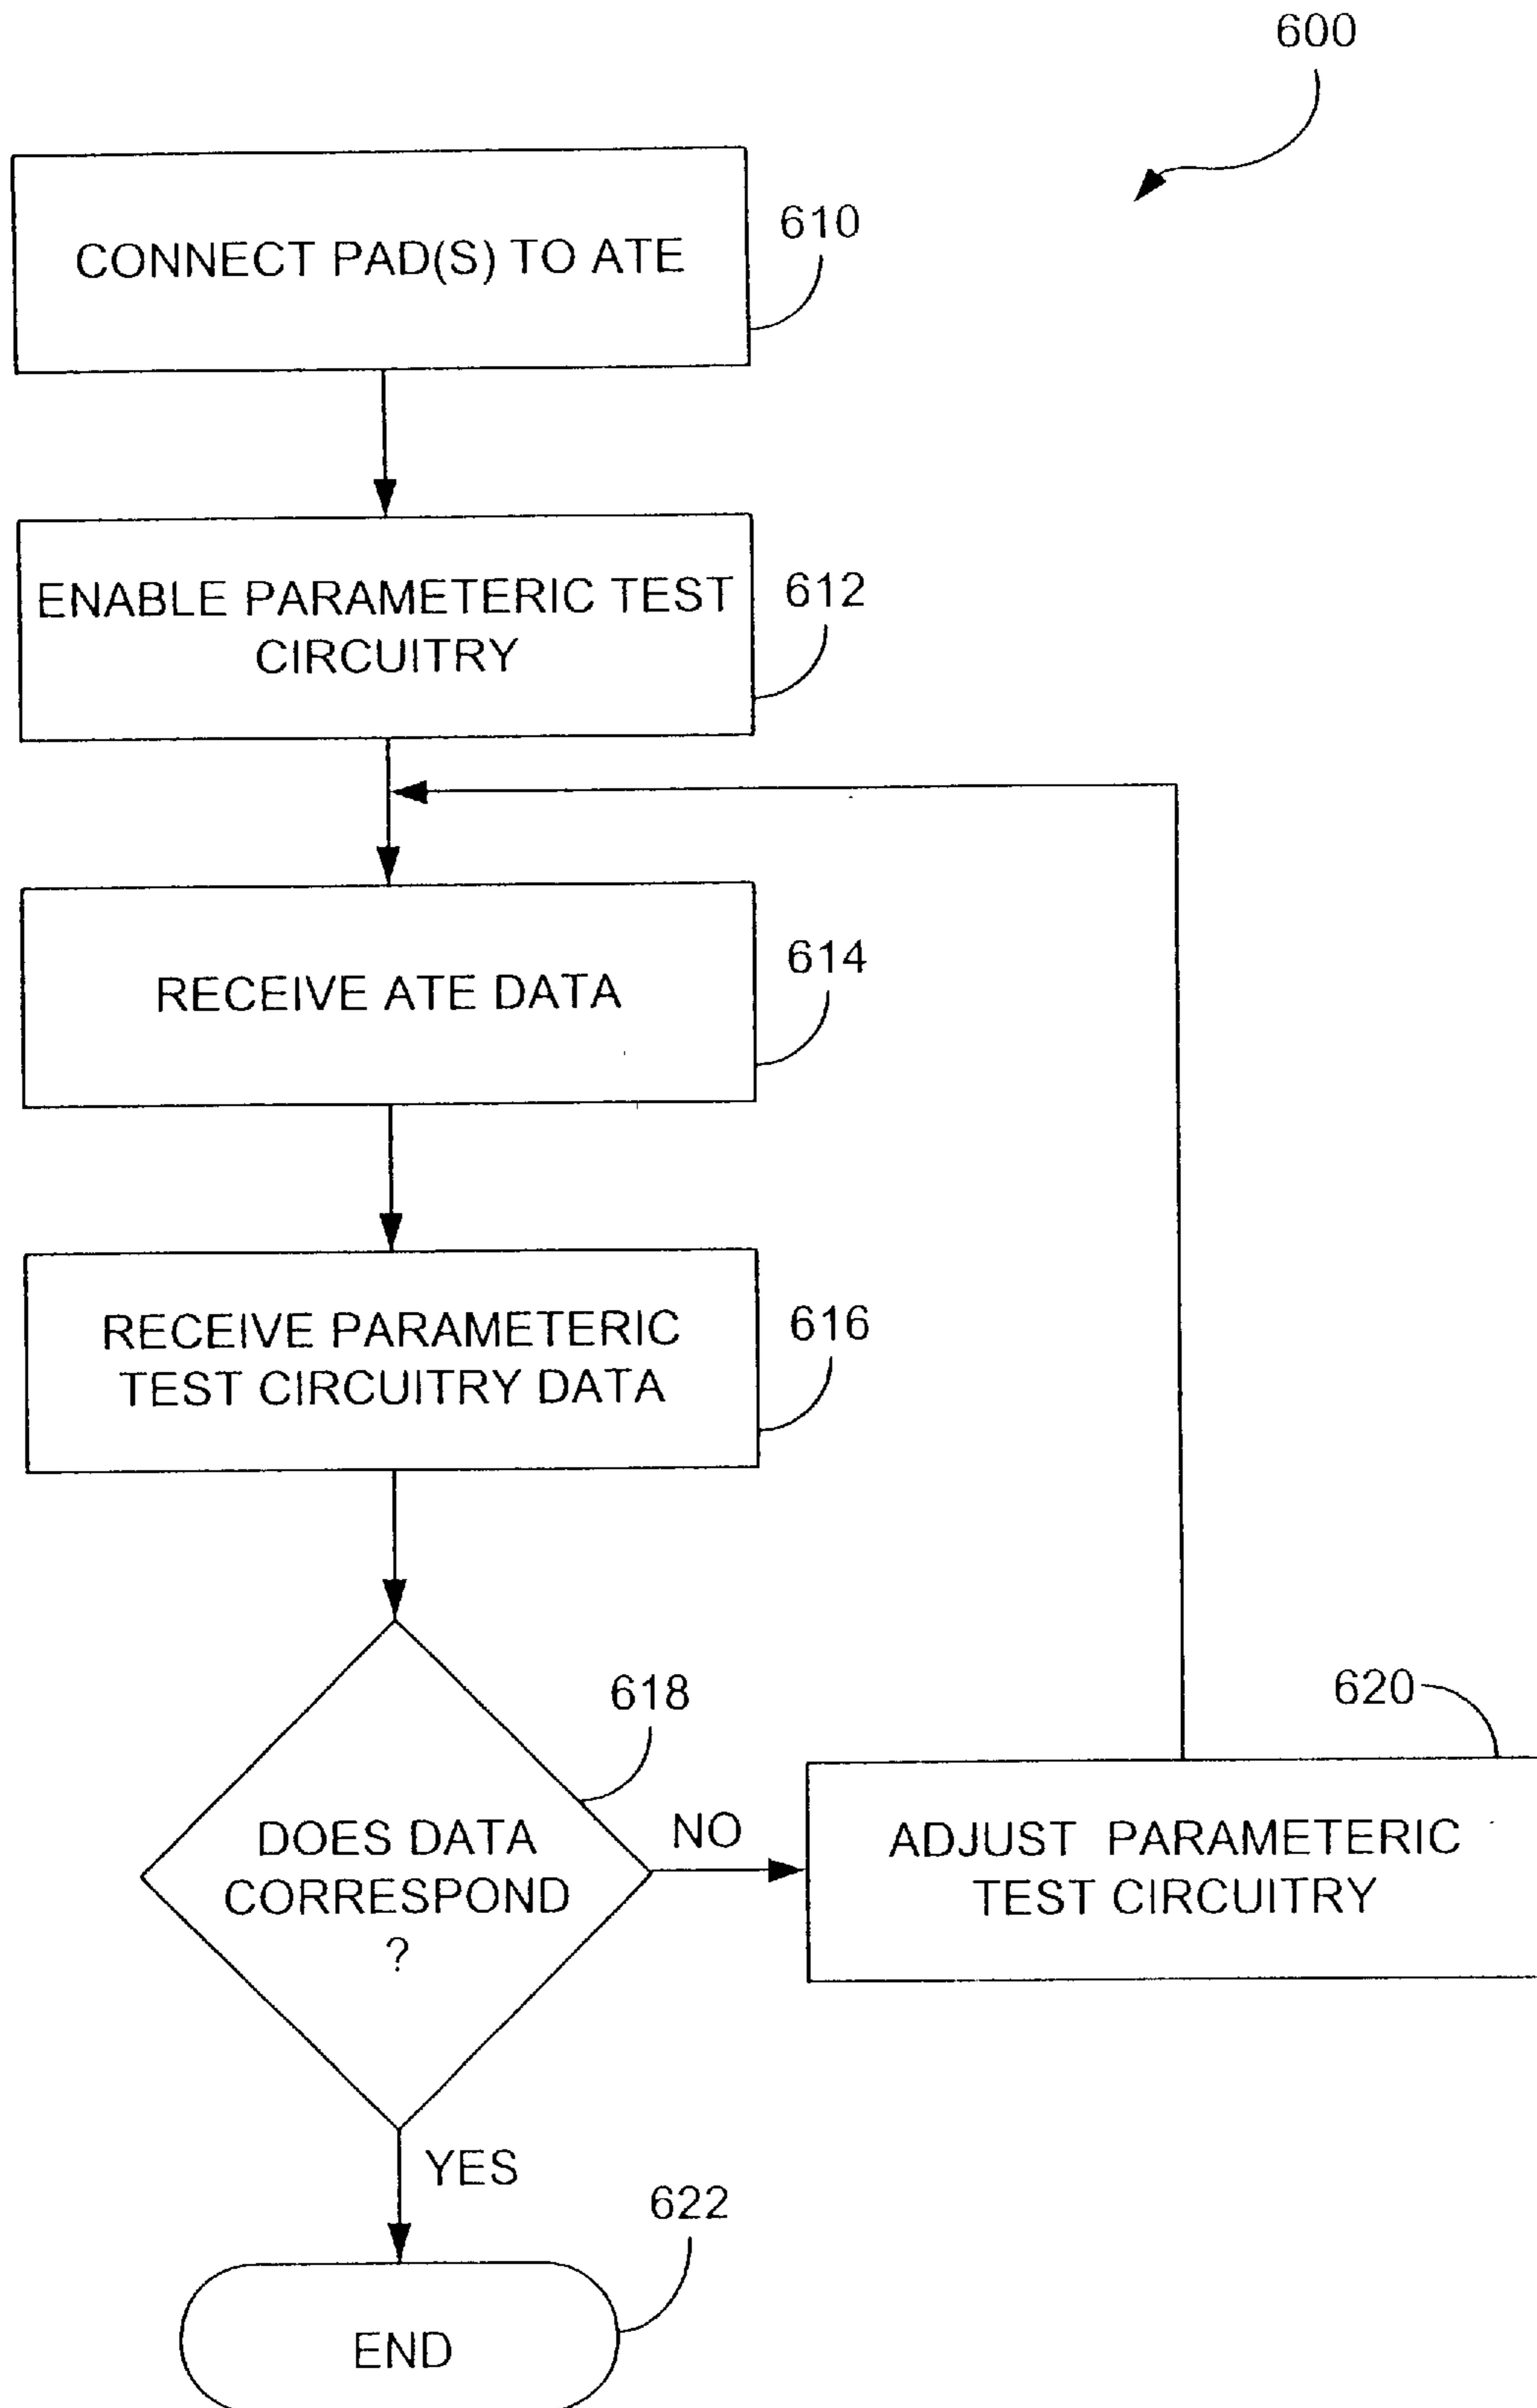 600
CONNECT PAD(S) TO ATE
610
ENABLE PARAMETERIC TEST
CIRCUITRY
612
RECEIVE ATE DATA
614
RECEIVE PARAMETERIC
TEST CIRCUITRY DATA
616
618
DOES DATA
CORRESPOND
?
NO
620
ADJUST PARAMETERIC
TEST CIRCUITRY
YES
622
END